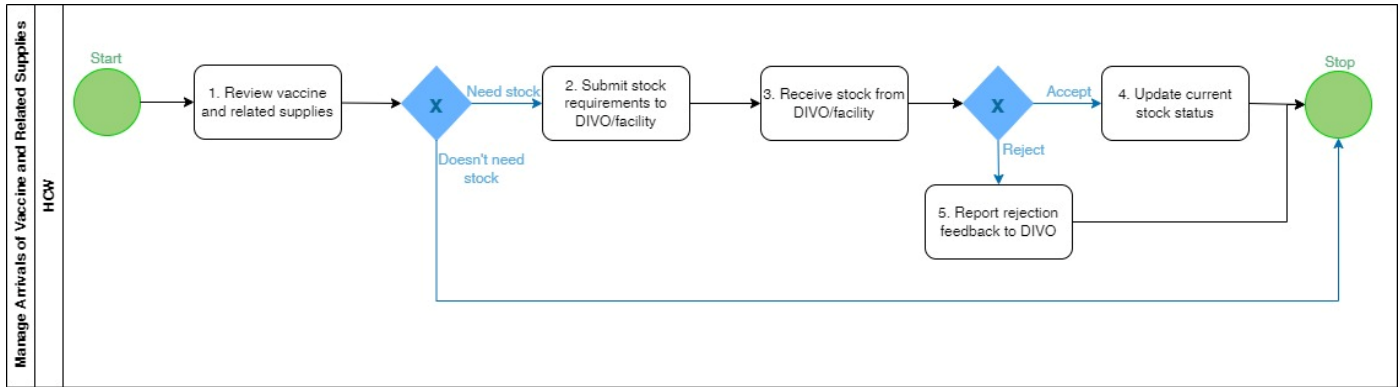 Manage Arrivals of Vaccine and Related Supplies
HCW
Start
1. Review vaccine
and related supplies
X
Need stock
Doesn't need
stock
2. Submit stock
requirements to
DIVO/facility
3. Receive stock from
DIVO/facility
X
Accept
Reject
4. Update current
stock status
5. Report rejection
feedback to DIVO
Stop